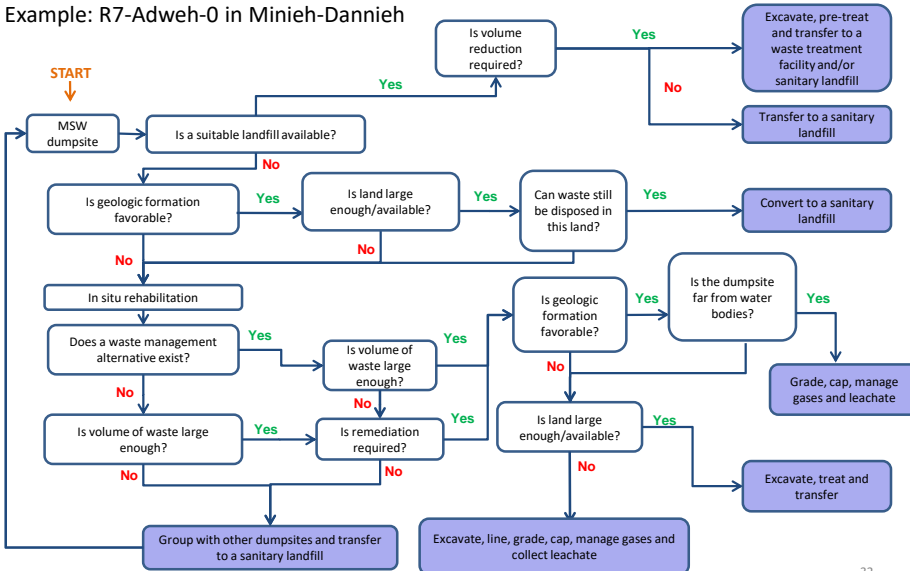 Example: R7-Adweh-0 in Minieh-Dannieh
START
MSW
dumpsite
Is a suitable landfill available?
Yes
Is volume
reduction
required?
Yes
Excavate, pre-treat
and transfer to a
waste treatment
facility and/or
sanitary landfill
No
Transfer to a sanitary
landfill
No
Is geologic formation
favorable?
Yes
Is land large
enough/available?
Yes
Can waste still
be disposed in
this land?
Yes
Convert to a sanitary
landfill
No
No
In situ rehabilitation
Does a waste management
alternative exist?
Yes
Is volume of
waste large
enough?
Yes
Is geologic
formation
favorable?
Yes
Is the dumpsite
far from water
bodies?
Yes
Grade, cap, manage
gases and leachate
No
No
No
Is volume of waste large
enough?
Yes
Is remediation
required?
Yes
Is land large
enough/available?
Yes
Excavate, treat and
transfer
No
No
No
Group with other dumpsites and transfer
to a sanitary landfill
Excavate, line, grade, cap, manage gases and
collect leachate